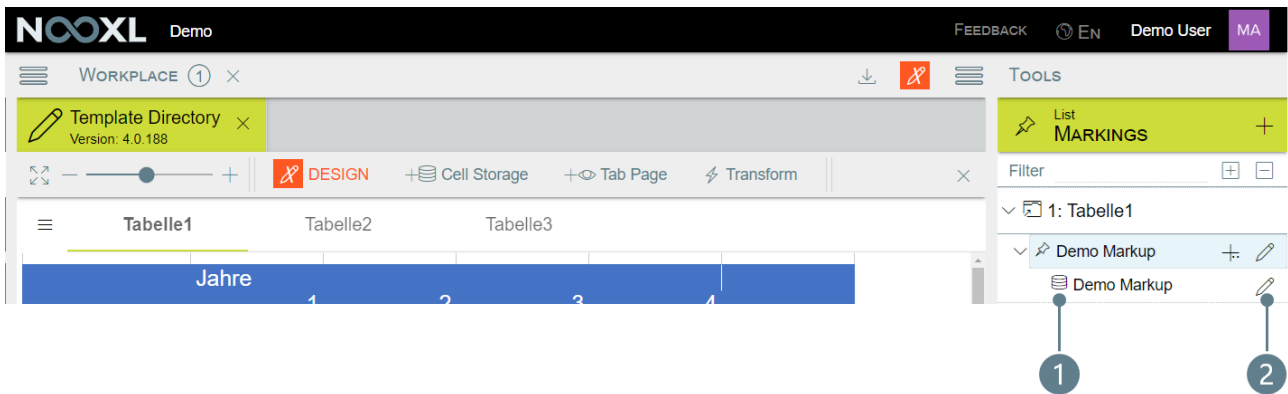 NOOXL Demo FEEDBACK EN Demo User MA
WORKPLACE 1 TOOLS
Template Directory
Version: 4.0.188
List
MARKINGS
DESIGN Cell Storage Tab Page Transform
Filter
Tabelle1 Tabelle2 Tabelle3
1: Tabelle1
Demo Markup
Jahre
Demo Markup
1 2 3 4
1 2